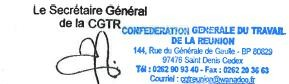 Le Secrétaire Général
de la CGTR
CONFEDERATION GENERALE DU TRAVAIL
DE LA REUNION
144, Rue du Général de Gaulle - BP 80829
97476 Saint Denis Cedex
Tél : 0262 90 93 40 - Fax : 0262 20 36 63
Courriel : cgtreunion@wanadoo.fr